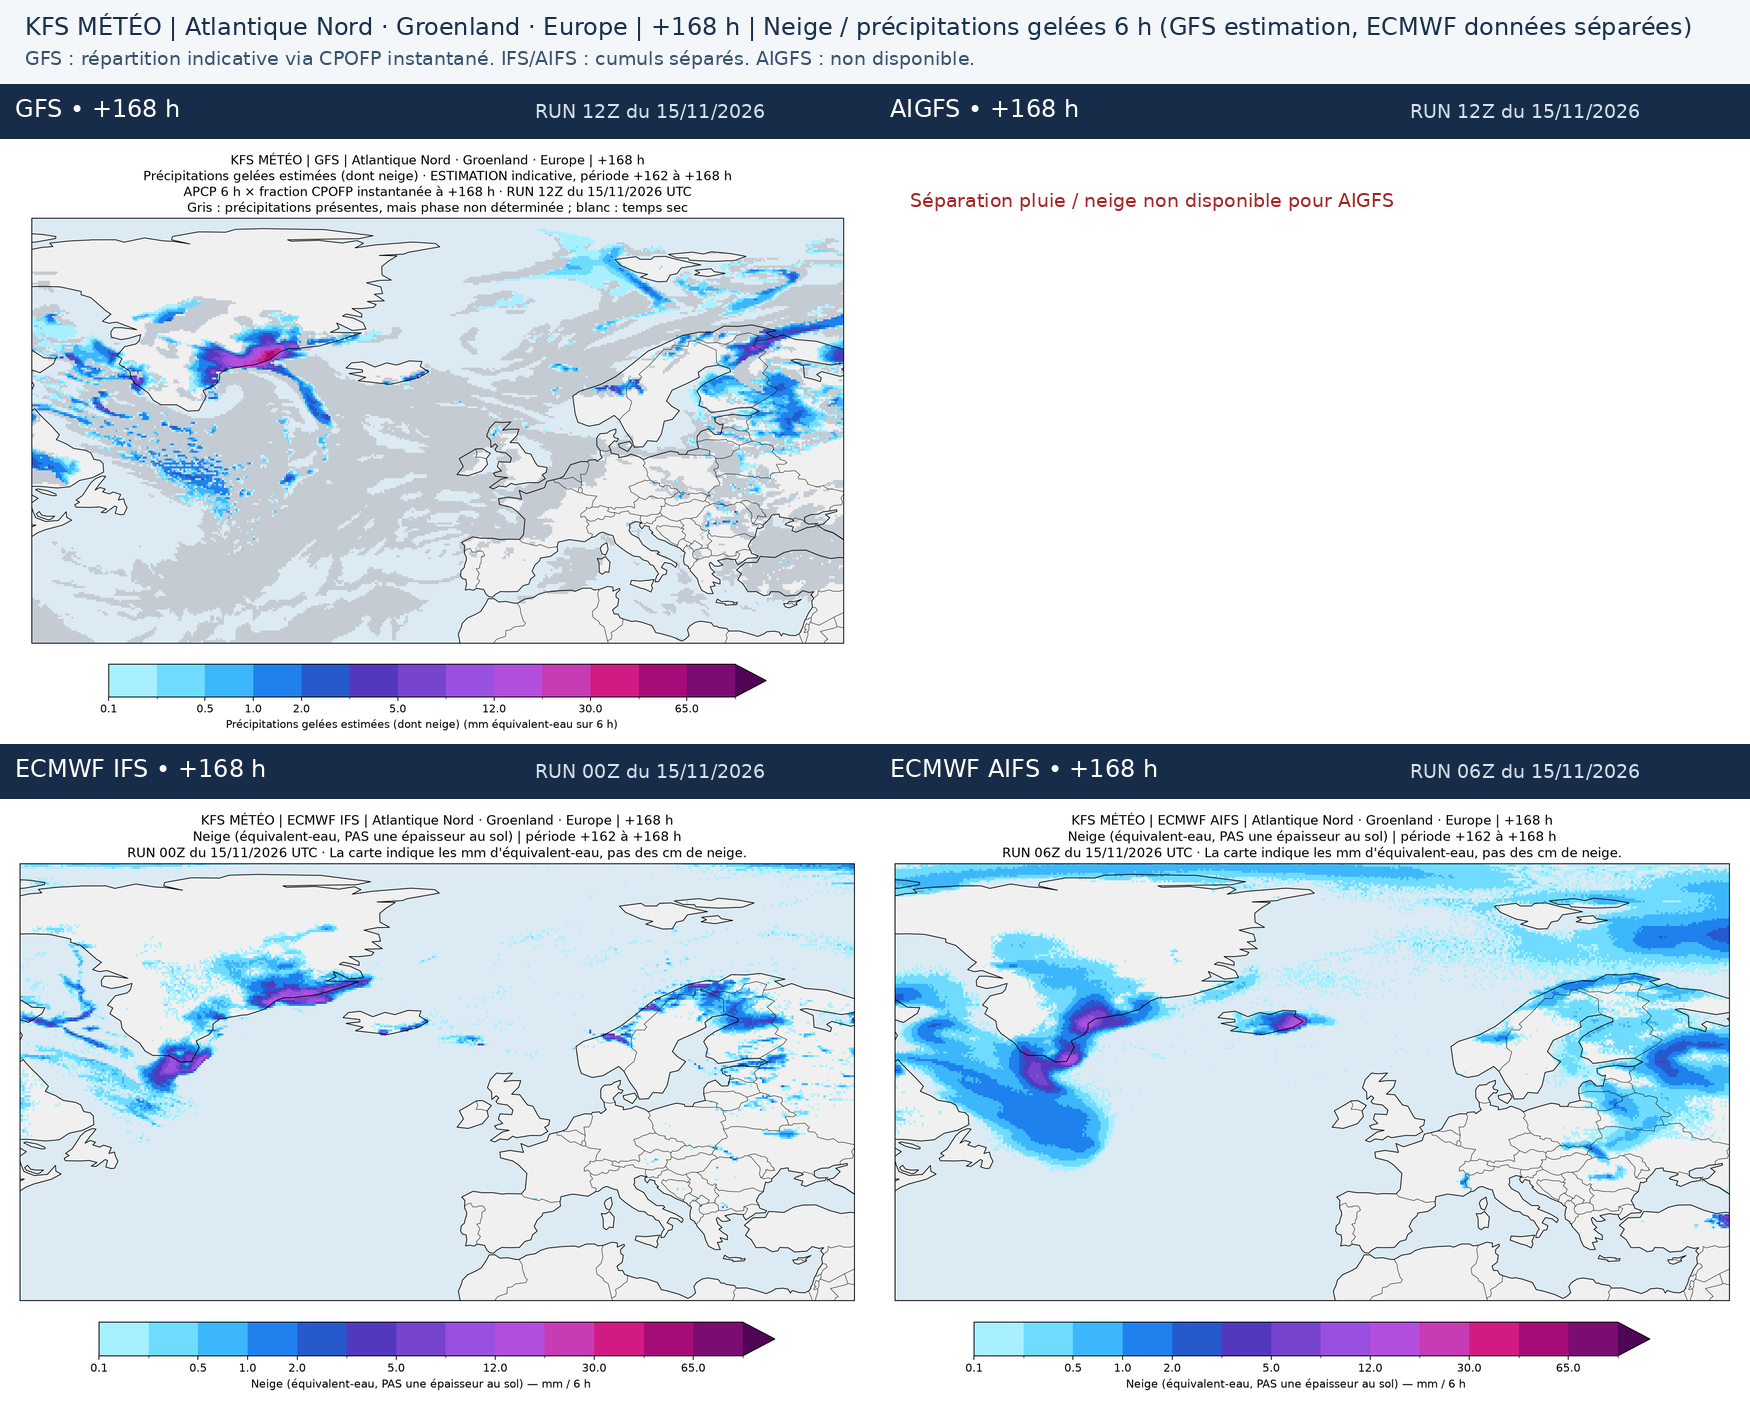 KFS MÉTÉO | Atlantique Nord · Groenland · Europe | +168 h | Neige / précipitations gelées 6 h (GFS estimation, ECMWF données séparées)
GFS : répartition indicative via CPOFP instantané. IFS/AIFS : cumuls séparés. AIGFS : non disponible.
GFS • +168 h
RUN 12Z du 15/11/2026
AIGFS • +168 h
RUN 12Z du 15/11/2026
KFS MÉTÉO | GFS | Atlantique Nord · Groenland · Europe | +168 h
Précipitations gelées estimées (dont neige) · ESTIMATION indicative, période +162 à +168 h
APCP 6 h × fraction CPOFP instantanée à +168 h · RUN 12Z du 15/11/2026 UTC
Gris : précipitations présentes, mais phase non déterminée ; blanc : temps sec
Séparation pluie / neige non disponible pour AIGFS
0.1 0.5 1.0 2.0 5.0 12.0 30.0 65.0
Précipitations gelées estimées (dont neige) (mm équivalent-eau sur 6 h)
ECMWF IFS • +168 h
RUN 00Z du 15/11/2026
ECMWF AIFS • +168 h
RUN 06Z du 15/11/2026
KFS MÉTÉO | ECMWF IFS | Atlantique Nord · Groenland · Europe | +168 h
Neige (équivalent-eau, PAS une épaisseur au sol) | période +162 à +168 h
RUN 00Z du 15/11/2026 UTC · La carte indique les mm d'équivalent-eau, pas des cm de neige.
0.1 0.5 1.0 2.0 5.0 12.0 30.0 65.0
Neige (équivalent-eau, PAS une épaisseur au sol) — mm / 6 h
KFS MÉTÉO | ECMWF AIFS | Atlantique Nord · Groenland · Europe | +168 h
Neige (équivalent-eau, PAS une épaisseur au sol) | période +162 à +168 h
RUN 06Z du 15/11/2026 UTC · La carte indique les mm d'équivalent-eau, pas des cm de neige.
0.1 0.5 1.0 2.0 5.0 12.0 30.0 65.0
Neige (équivalent-eau, PAS une épaisseur au sol) — mm / 6 h